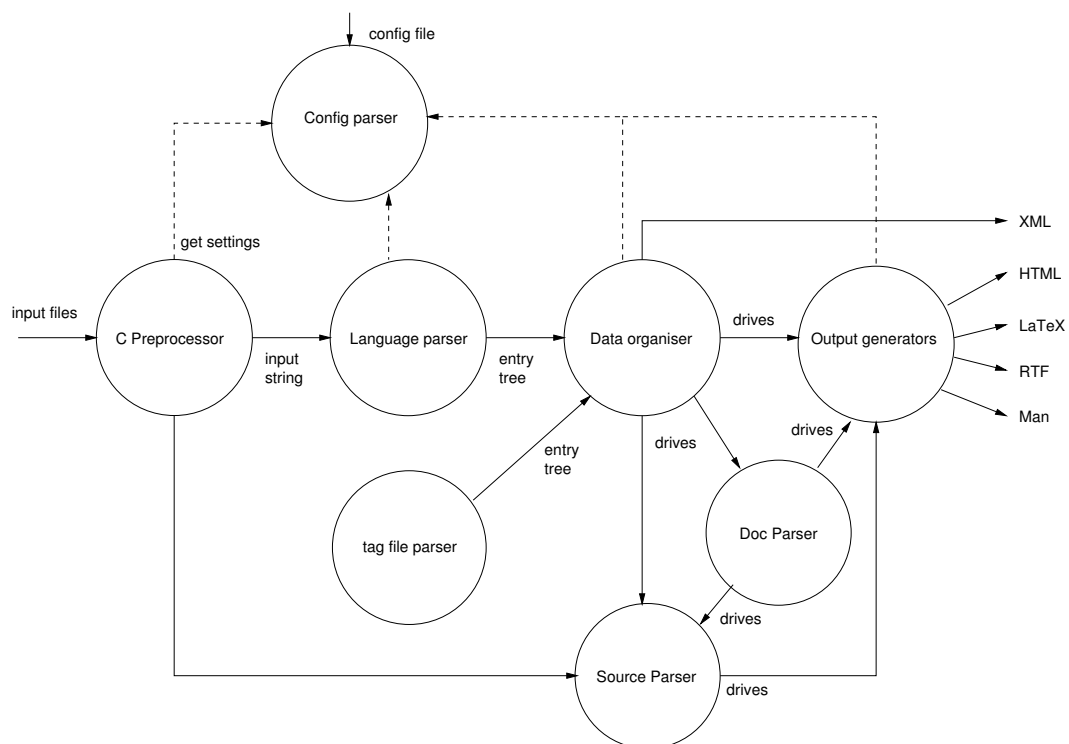 config file
Config parser
get settings
XML
HTML
input files
LaTeX
drives
C Preprocessor
Language parser
Data organiser
Output generators
input
string
entry
tree
RTF
Man
drives
drives
entry
tree
Doc Parser
tag file parser
drives
Source Parser
drives